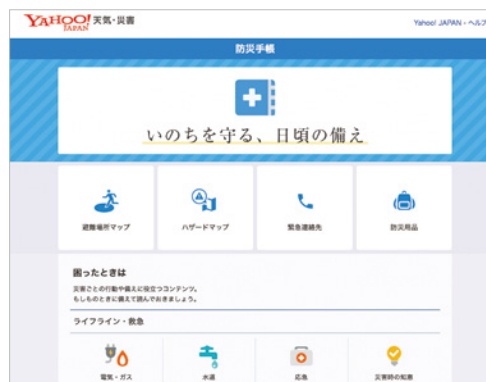 YAHOO! JAPAN 天気・災害
Yahoo! JAPAN - ヘルプ
防災手帳
いのちを守る、日頃の備え
避難場所マップ
ハザードマップ
緊急連絡先
防災用品
困ったときは
災害ごとの行動や備えに役立つコンテンツ。
もしものときに備えて読んでおきましょう。
ライフライン・救急
電気・ガス
水道
応急
災害時の知恵